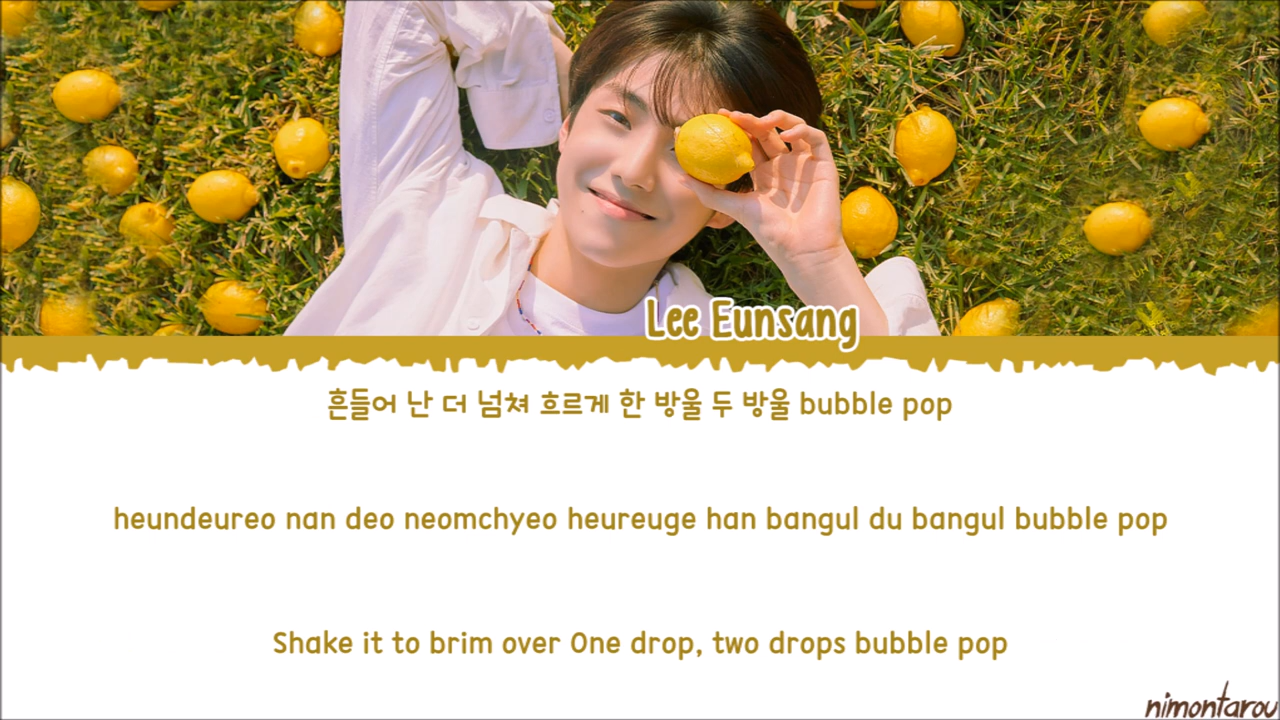 Lee Eunsang
흔들어 난 더 넘쳐 흐르게 한 방울 두 방울 bubble pop
heundeureo nan deo neomchyeo heureuge han bangul du bangul bubble pop
Shake it to brim over One drop, two drops bubble pop
nimontarou